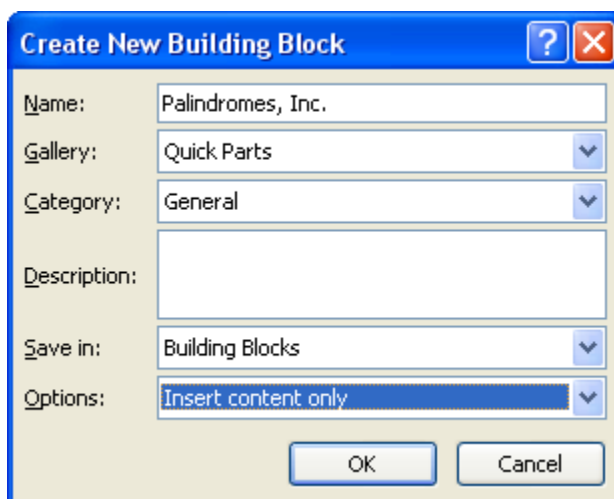 Create New Building Block
Name: Palindromes, Inc.
Gallery: Quick Parts
Category: General
Description:
Save in: Building Blocks
Options: Insert content only
OK Cancel